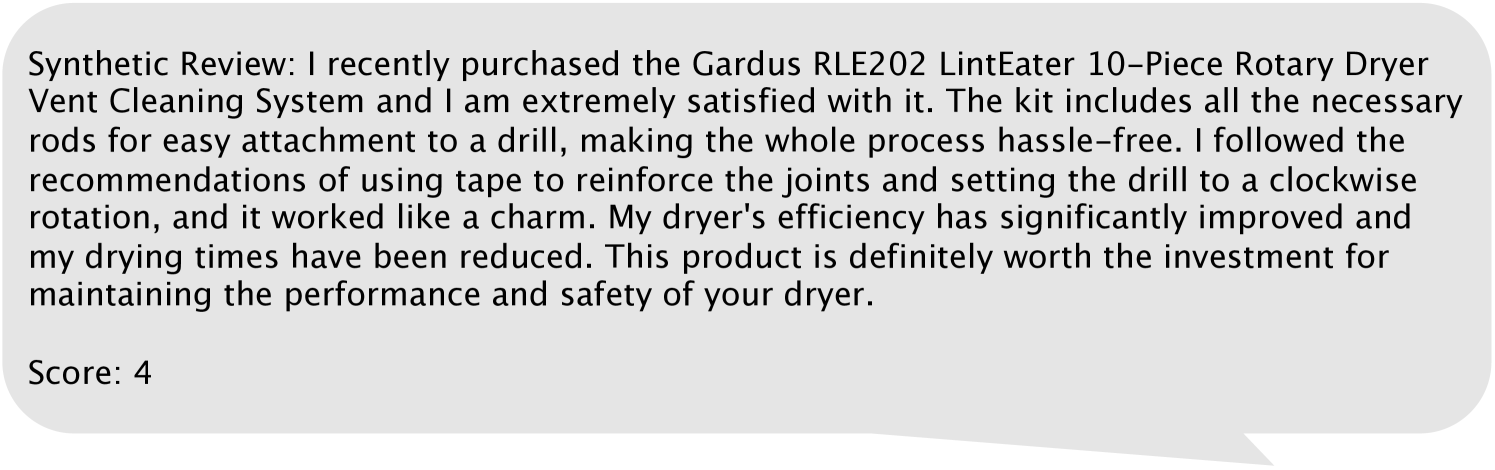 Synthetic Review: I recently purchased the Gardus RLE202 LintEater 10-Piece Rotary Dryer
Vent Cleaning System and I am extremely satisfied with it. The kit includes all the necessary
rods for easy attachment to a drill, making the whole process hassle-free. I followed the
recommendations of using tape to reinforce the joints and setting the drill to a clockwise
rotation, and it worked like a charm. My dryer's efficiency has significantly improved and
my drying times have been reduced. This product is definitely worth the investment for
maintaining the performance and safety of your dryer.
Score: 4